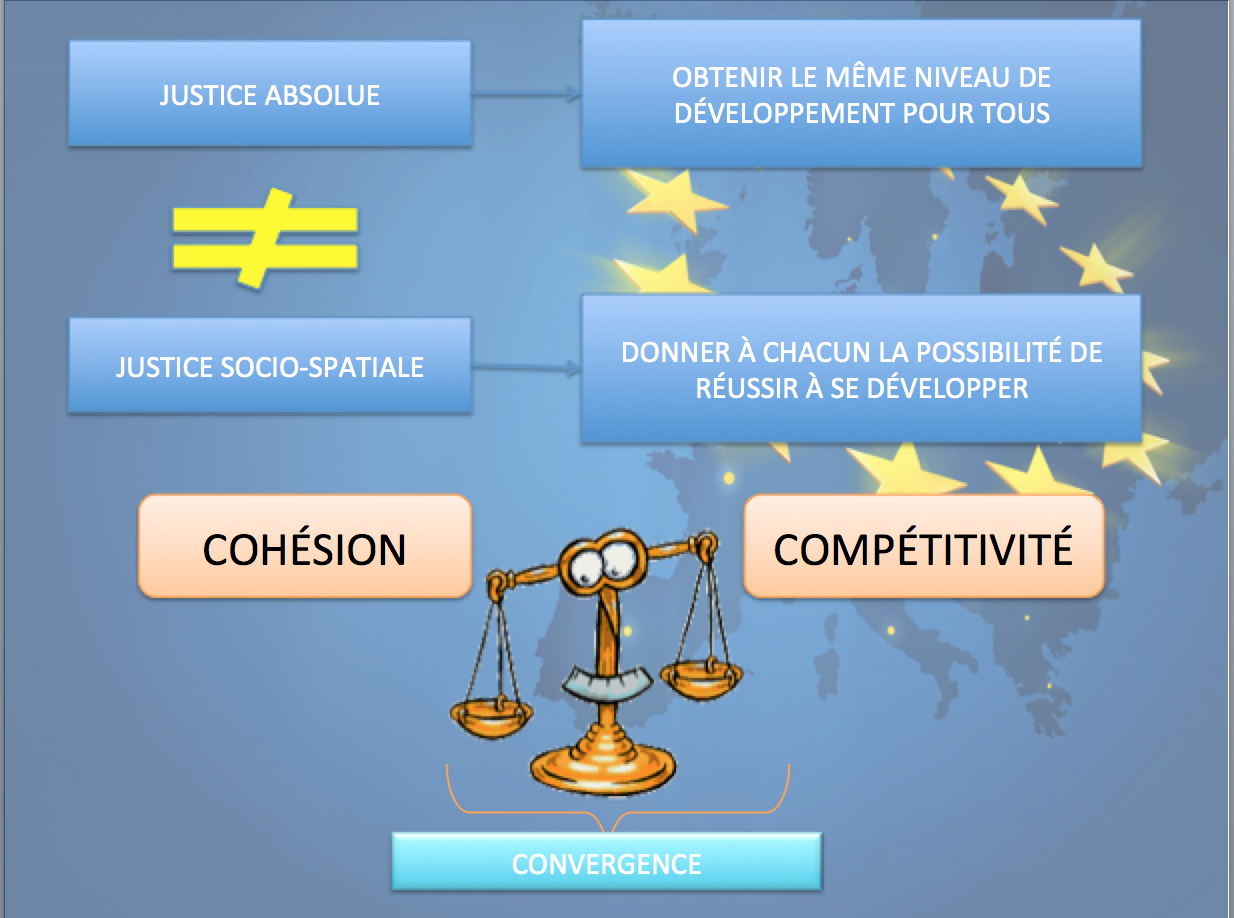 JUSTICE ABSOLUE
OBTENIR LE MÊME NIVEAU DE
DÉVELOPPEMENT POUR TOUS
≠
JUSTICE SOCIO-SPATIALE
DONNER À CHACUN LA POSSIBILITÉ DE
RÉUSSIR À SE DÉVELOPPER
COHÉSION
COMPÉTITIVITÉ
CONVERGENCE